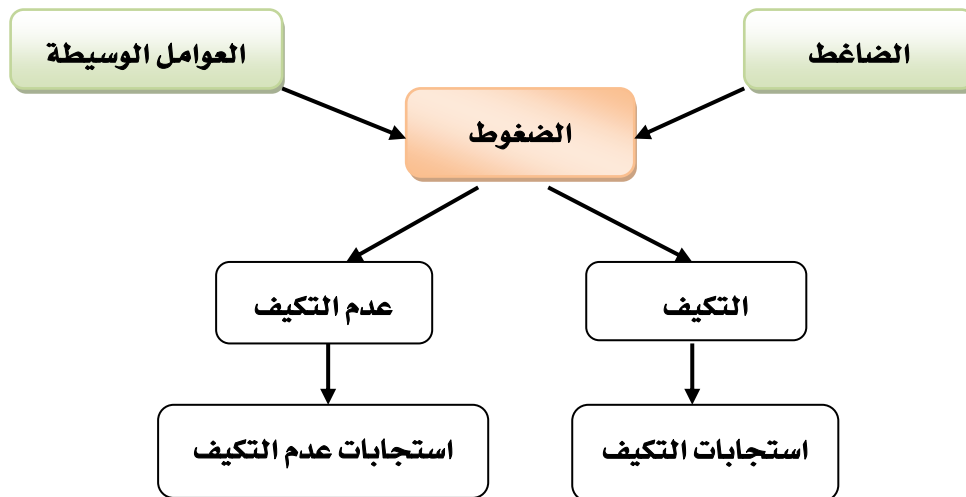 الضاغط
العوامل الوسيطة
الضغوط
التكيف
عدم التكيف
استجابات التكيف
استجابات عدم التكيف